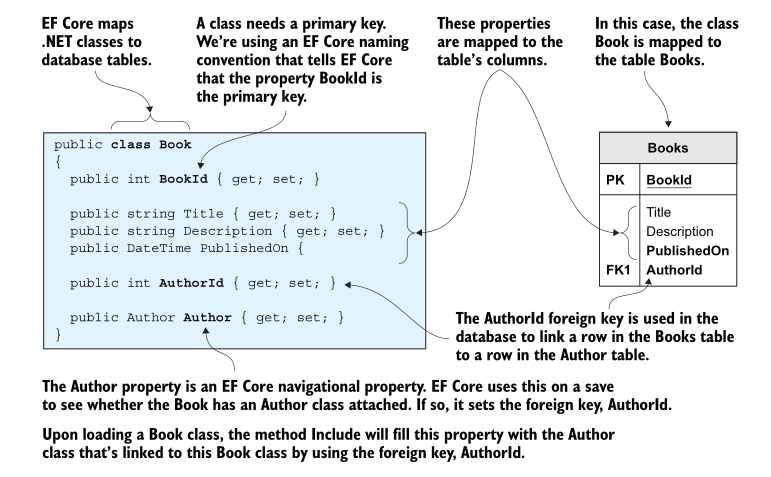 EF Core maps
.NET classes to
database tables.
A class needs a primary key.
We're using an EF Core naming
convention that tells EF Core
that the property BookId is
the primary key.
These properties
are mapped to the
table's columns.
In this case, the class
Book is mapped to
the table Books.
public class Book
{
public int BookId { get; set; }
public string Title { get; set; }
public string Description { get; set; }
public DateTime PublishedOn {
public int AuthorId { get; set; }
public Author Author { get; set; }
}
Books
PK BookId
Title
Description
PublishedOn
FK1 AuthorId
The AuthorId foreign key is used in the
database to link a row in the Books table
to a row in the Author table.
The Author property is an EF Core navigational property. EF Core uses this on a save
to see whether the Book has an Author class attached. If so, it sets the foreign key, AuthorId.
Upon loading a Book class, the method Include will fill this property with the Author
class that's linked to this Book class by using the foreign key, AuthorId.